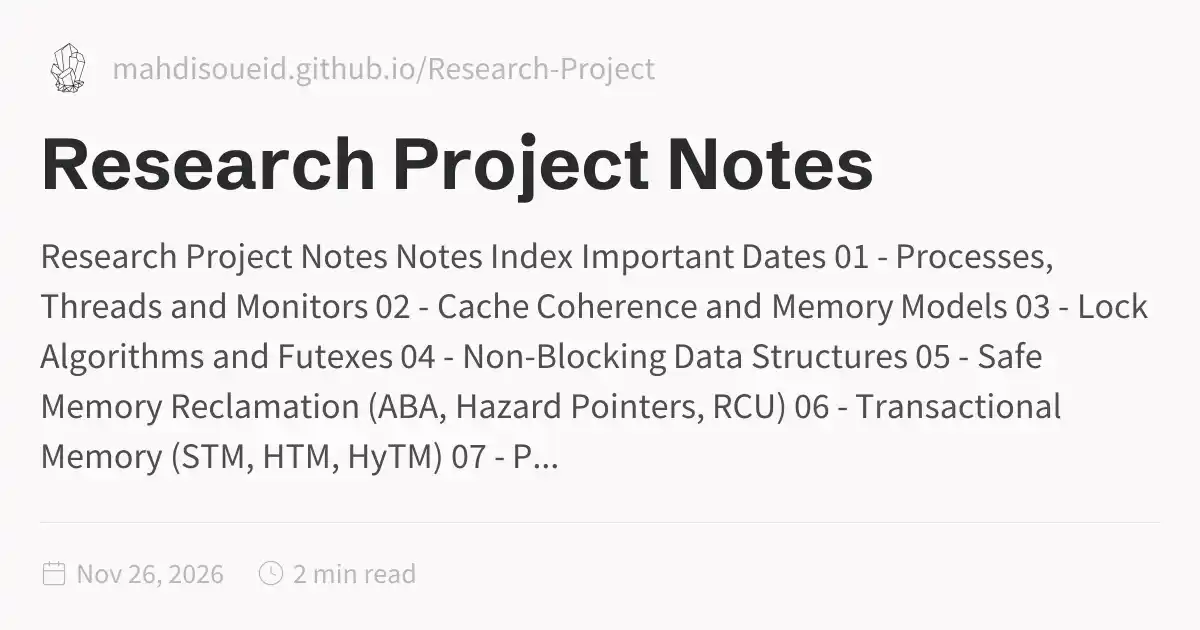 mahdisoueid.github.io/Research-Project
Research Project Notes
Research Project Notes Notes Index Important Dates 01 - Processes,
Threads and Monitors 02 - Cache Coherence and Memory Models 03 - Lock
Algorithms and Futexes 04 - Non-Blocking Data Structures 05 - Safe
Memory Reclamation (ABA, Hazard Pointers, RCU) 06 - Transactional
Memory (STM, HTM, HyTM) 07 - P...
Nov 26, 2026 2 min read